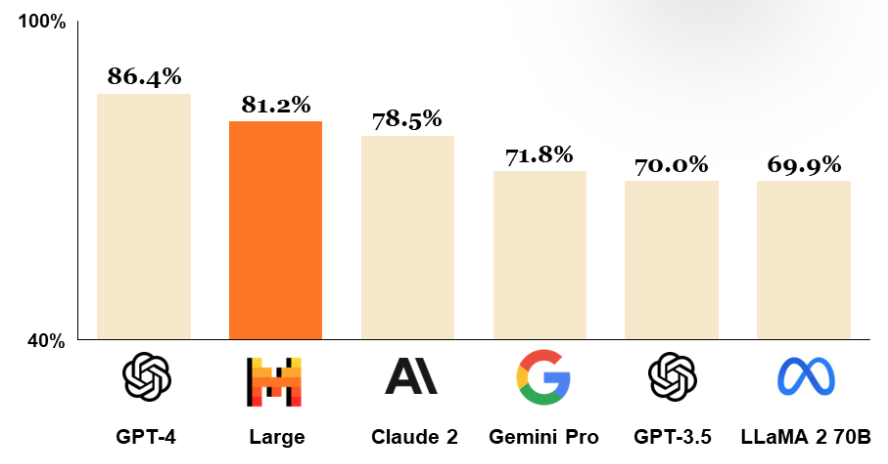 100%
86.4%
81.2%
78.5%
71.8%
70.0%
69.9%
40%
GPT-4
Large
Claude 2
Gemini Pro
GPT-3.5
LLaMA 2 70B